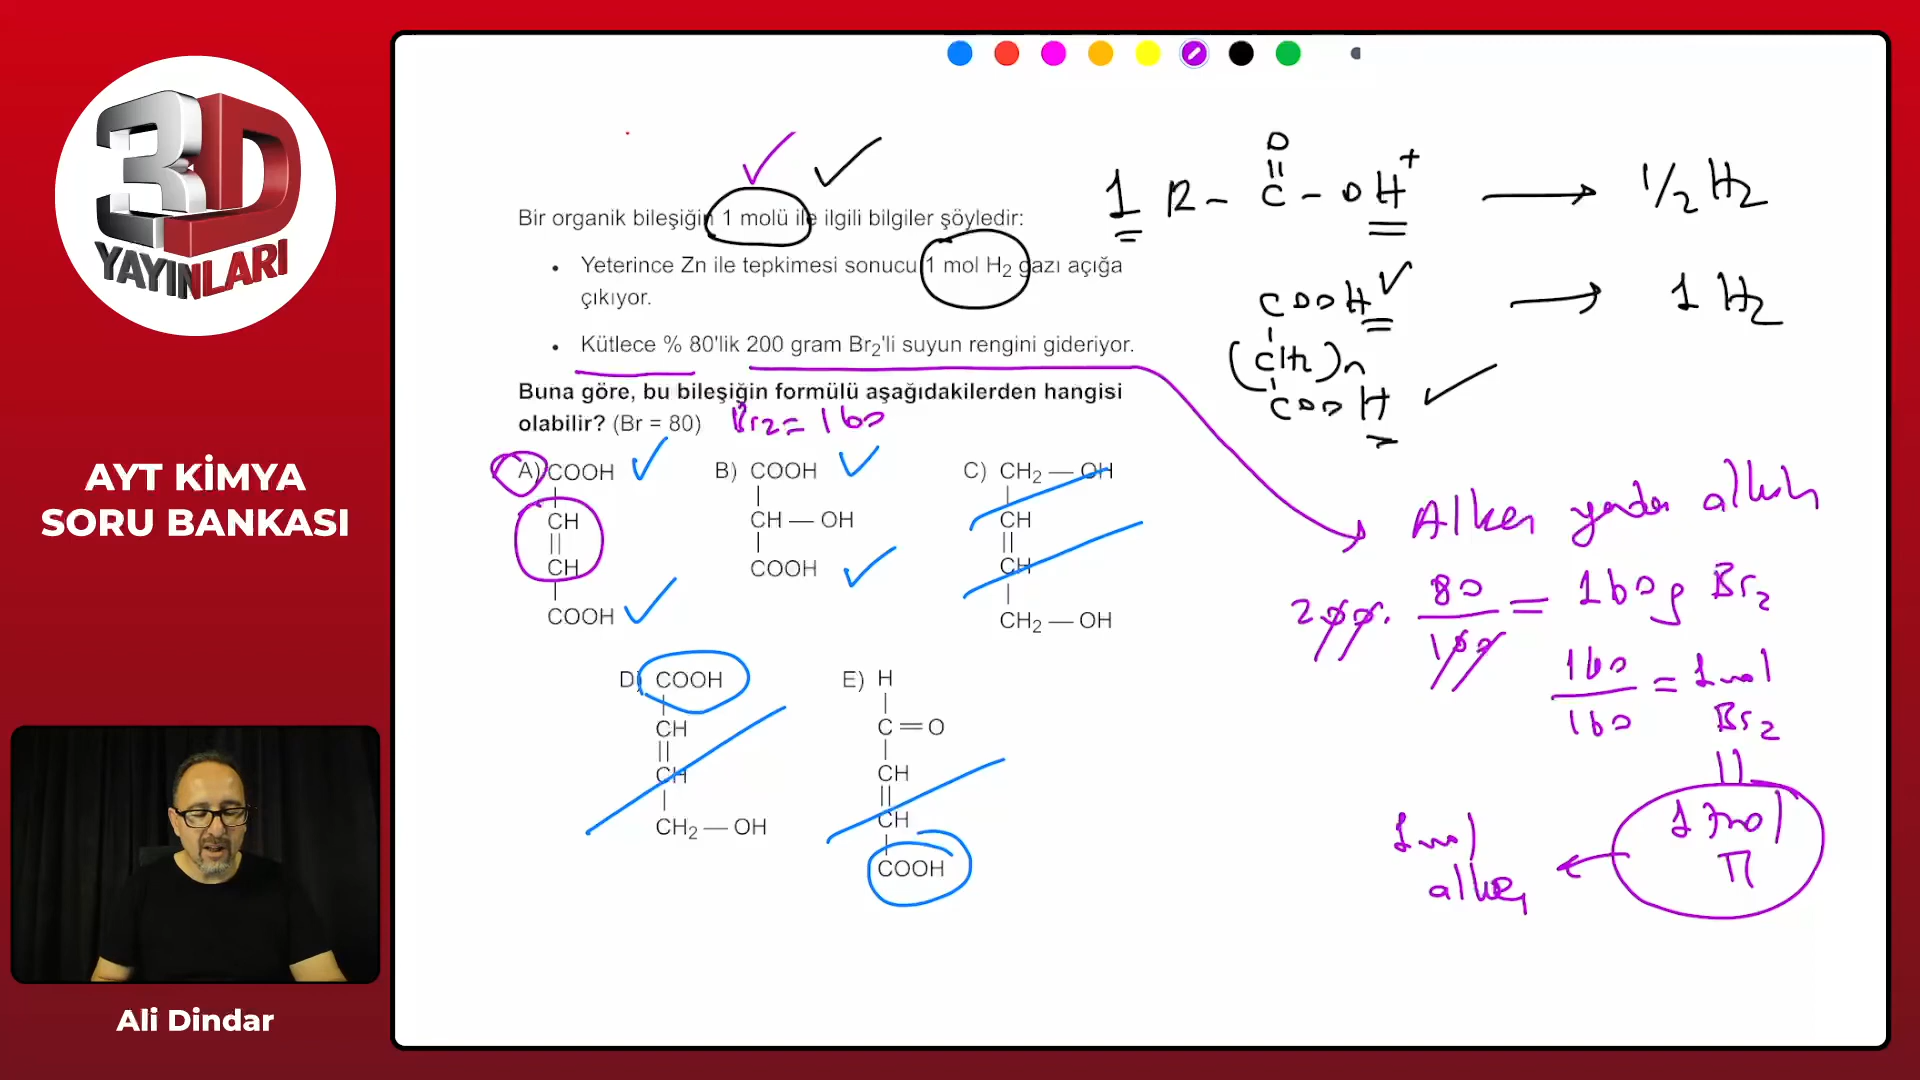 3D
YAYINLARI
AYT KİMYA
SORU BANKASI
Ali Dindar
Bir organik bileşiğin 1 molü ile ilgili bilgiler şöyledir:
• Yeterince Zn ile tepkimesi sonucu 1 mol H2 gazı açığa
çıkıyor.
• Kütlece % 80'lik 200 gram Br2'li suyun rengini gideriyor.
Buna göre, bu bileşiğin formülü aşağıdakilerden hangisi
olabilir? (Br = 80)
Br2 = 160
A) COOH
CH
CH
COOH
B) COOH
CH — OH
COOH
C) CH2 — OH
CH
CH
CH2 — OH
D) COOH
CH
CH
CH2 — OH
E) H
C = O
CH
CH
COOH
O
1 R - C - OH+ → 1/2 H2
COOH → 1 H2
(CH2)n
COOH
Alken yada alkin
200 . 80/100 = 160g Br2
160/160 = 1 mol
Br2
1 mol
π
1 mol
alken